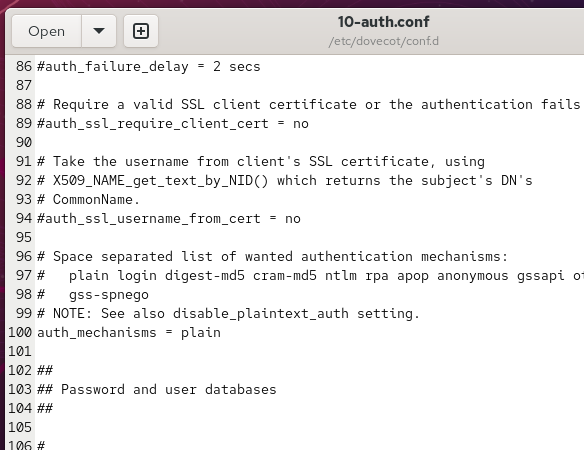 Open
10-auth.conf
/etc/dovecot/conf.d
86 #auth_failure_delay = 2 secs
87
88 # Require a valid SSL client certificate or the authentication fails
89 #auth_ssl_require_client_cert = no
90
91 # Take the username from client's SSL certificate, using
92 # X509_NAME_get_text_by_NID() which returns the subject's DN's
93 # CommonName.
94 #auth_ssl_username_from_cert = no
95
96 # Space separated list of wanted authentication mechanisms:
97 #   plain login digest-md5 cram-md5 ntlm rpa apop anonymous gssapi
98 #   gss-spnego
99 # NOTE: See also disable_plaintext_auth setting.
100 auth_mechanisms = plain
101
102 ##
103 ## Password and user databases
104 ##
105
106 #